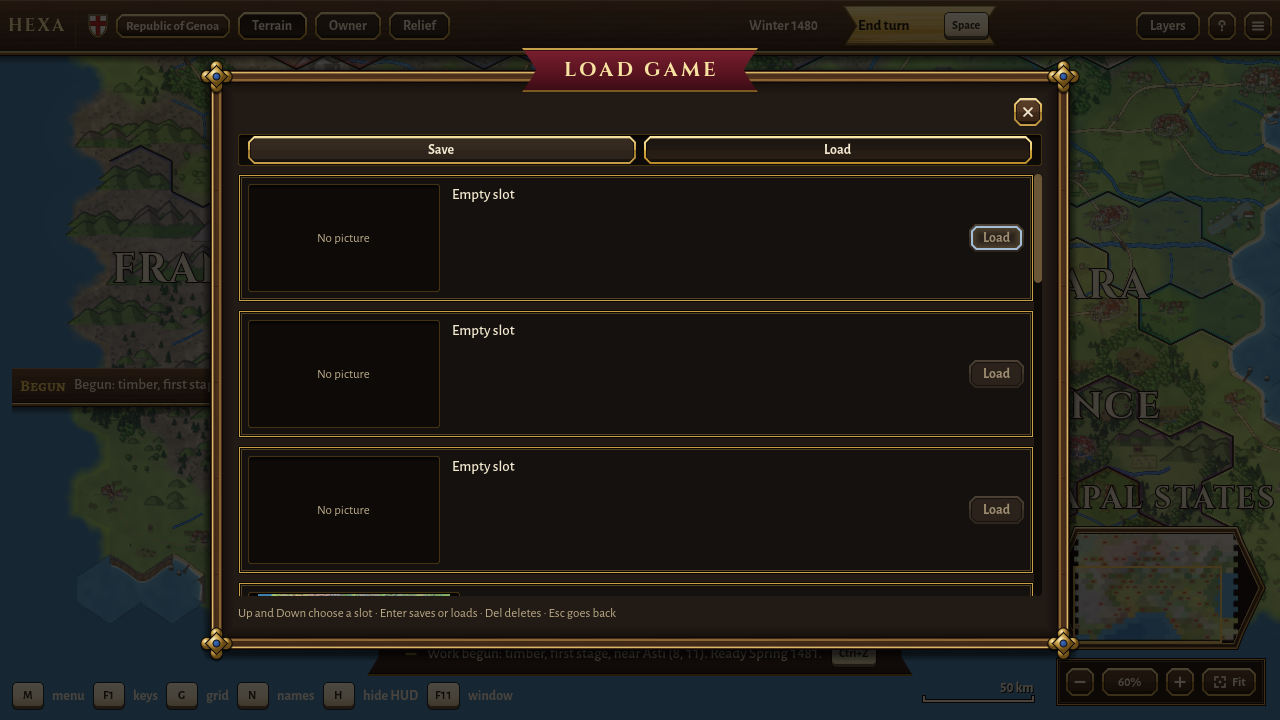 HEXA
Republic of Genoa
Terrain
Owner
Relief
Winter 1480
End turn
Space
Layers
?
LOAD GAME
Save
Load
No picture
Empty slot
Load
No picture
Empty slot
Load
No picture
Empty slot
Load
Up and Down choose a slot · Enter saves or loads · Del deletes · Esc goes back
FRA
ARA
NCE
APAL STATES
Begun Begun: timber, first stag
Work begun: timber, first stage, near Asti (8, 11). Ready Spring 1481.
Ctrl+Z
M menu
F1 keys
G grid
N names
H hide HUD
F11 window
50 km
60%
Fit